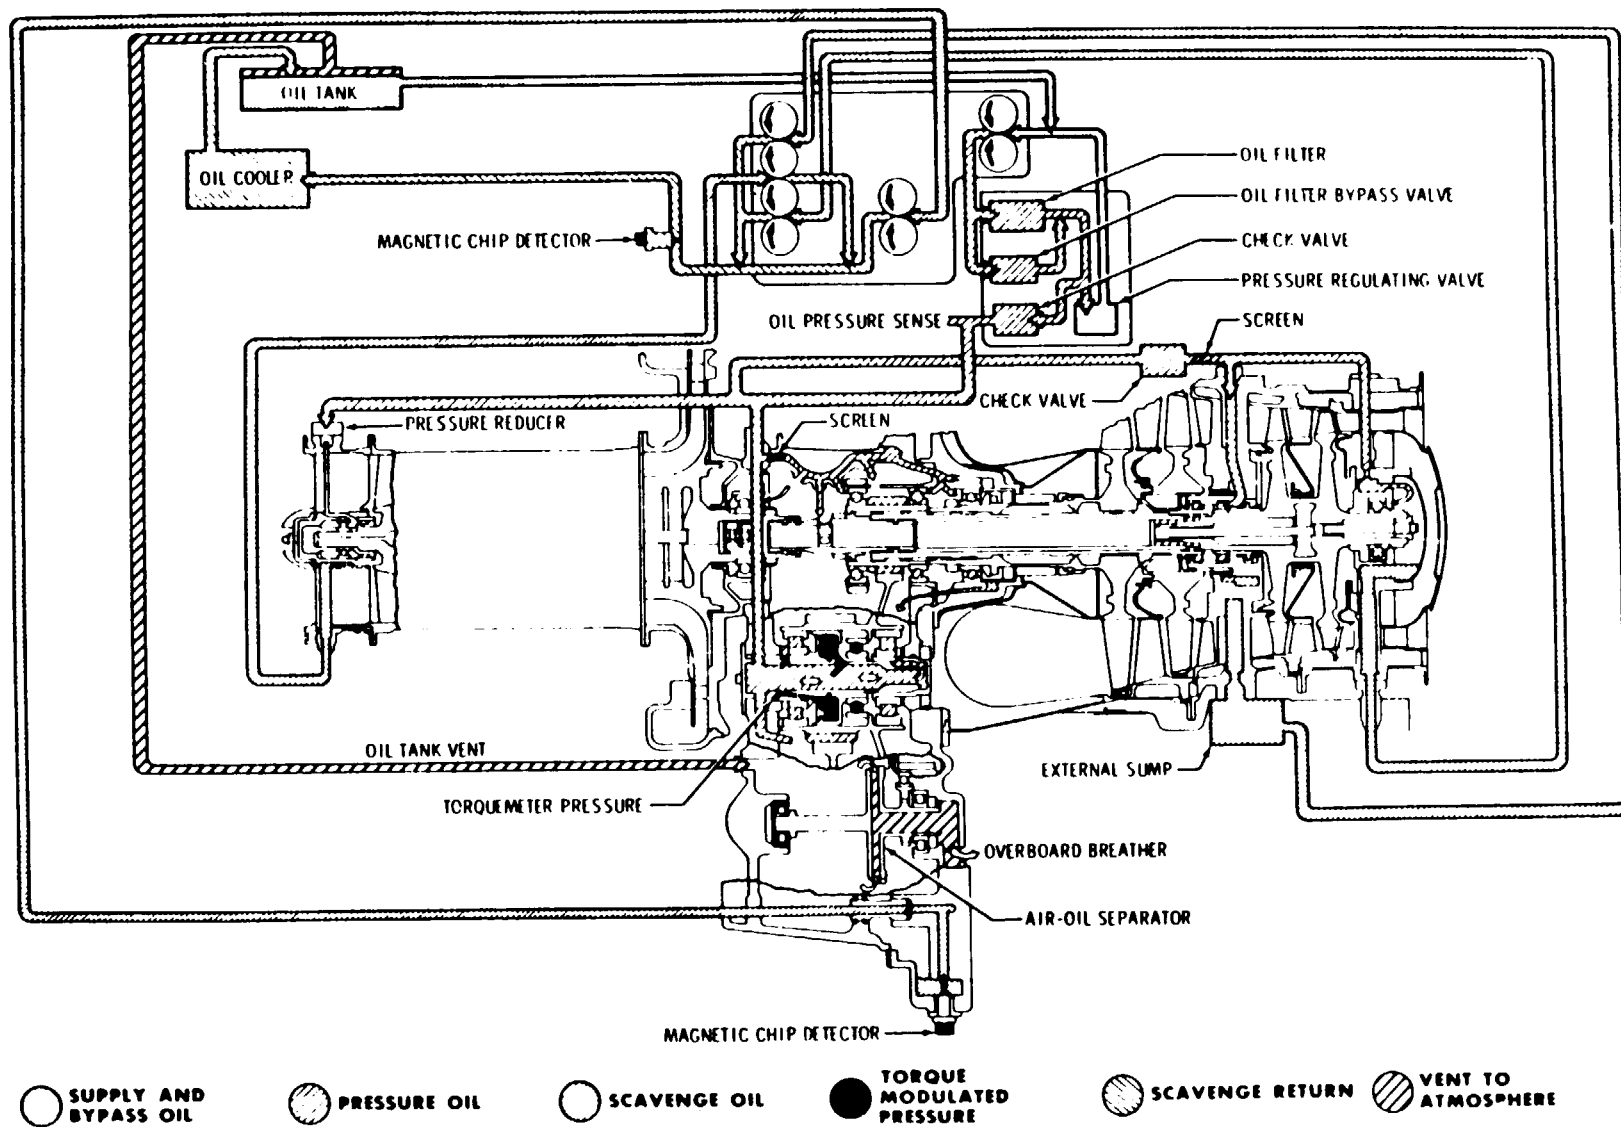 OIL TANK
OIL COOLER
OIL FILTER
OIL FILTER BYPASS VALVE
MAGNETIC CHIP DETECTOR
CHECK VALVE
PRESSURE REGULATING VALVE
OIL PRESSURE SENSE
SCREEN
CHECK VALVE
PRESSURE REDUCER
SCREEN
OIL TANK VENT
EXTERNAL SUMP
TORQUEMETER PRESSURE
OVERBOARD BREATHER
AIR-OIL SEPARATOR
MAGNETIC CHIP DETECTOR
SUPPLY AND
BYPASS OIL
PRESSURE OIL
SCAVENGE OIL
TORQUE
MODULATED
PRESSURE
SCAVENGE RETURN
VENT TO
ATMOSPHERE